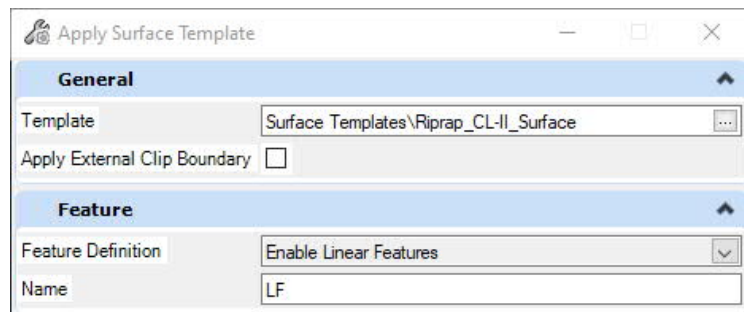 Apply Surface Template
General
Template Surface Templates\Riprap_CL-II_Surface ...
Apply External Clip Boundary
Feature
Feature Definition Enable Linear Features
Name LF